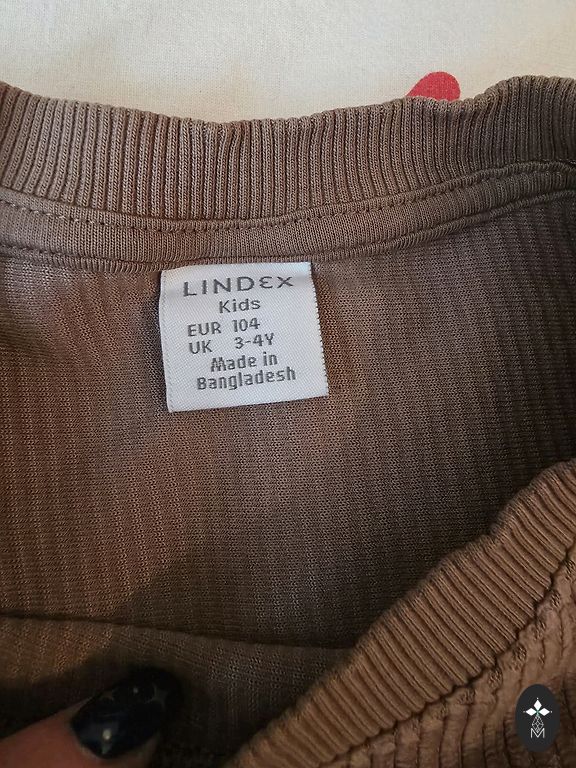 LINDEX
Kids
EUR 104
UK 3-4Y
Made in
Bangladesh
M